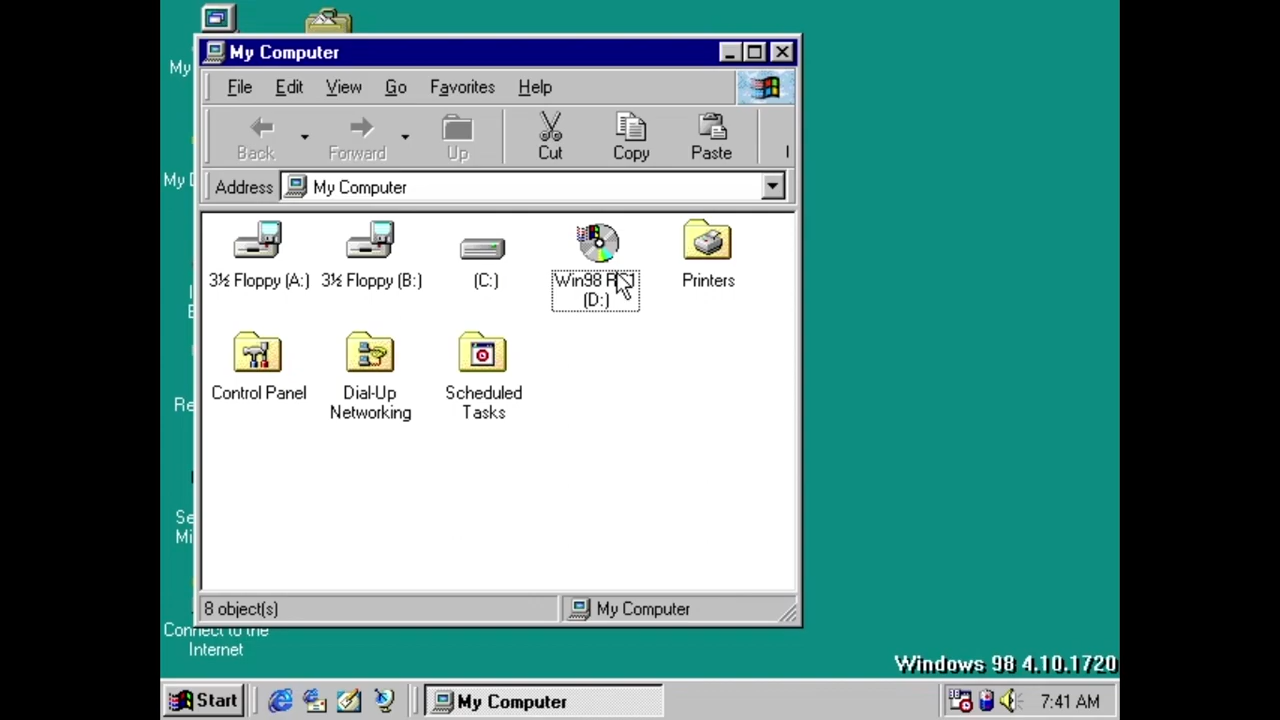 My Computer
File Edit View Go Favorites Help
Back Forward Up Cut Copy Paste
Address My Computer
3½ Floppy (A:) 3½ Floppy (B:) (C:) Win98 RC1 Printers
(D:)
Control Panel Dial-Up Scheduled
Networking Tasks
8 object(s) My Computer
Connect to the
Internet
Windows 98 4.10.1720
Start My Computer 7:41 AM